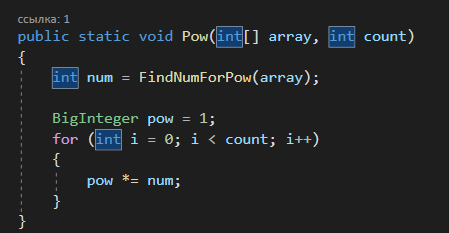 ссылка: 1
public static void Pow(int[] array, int count)
{
int num = FindNumForPow(array);
BigInteger pow = 1;
for (int i = 0; i < count; i++)
{
pow *= num;
}
}